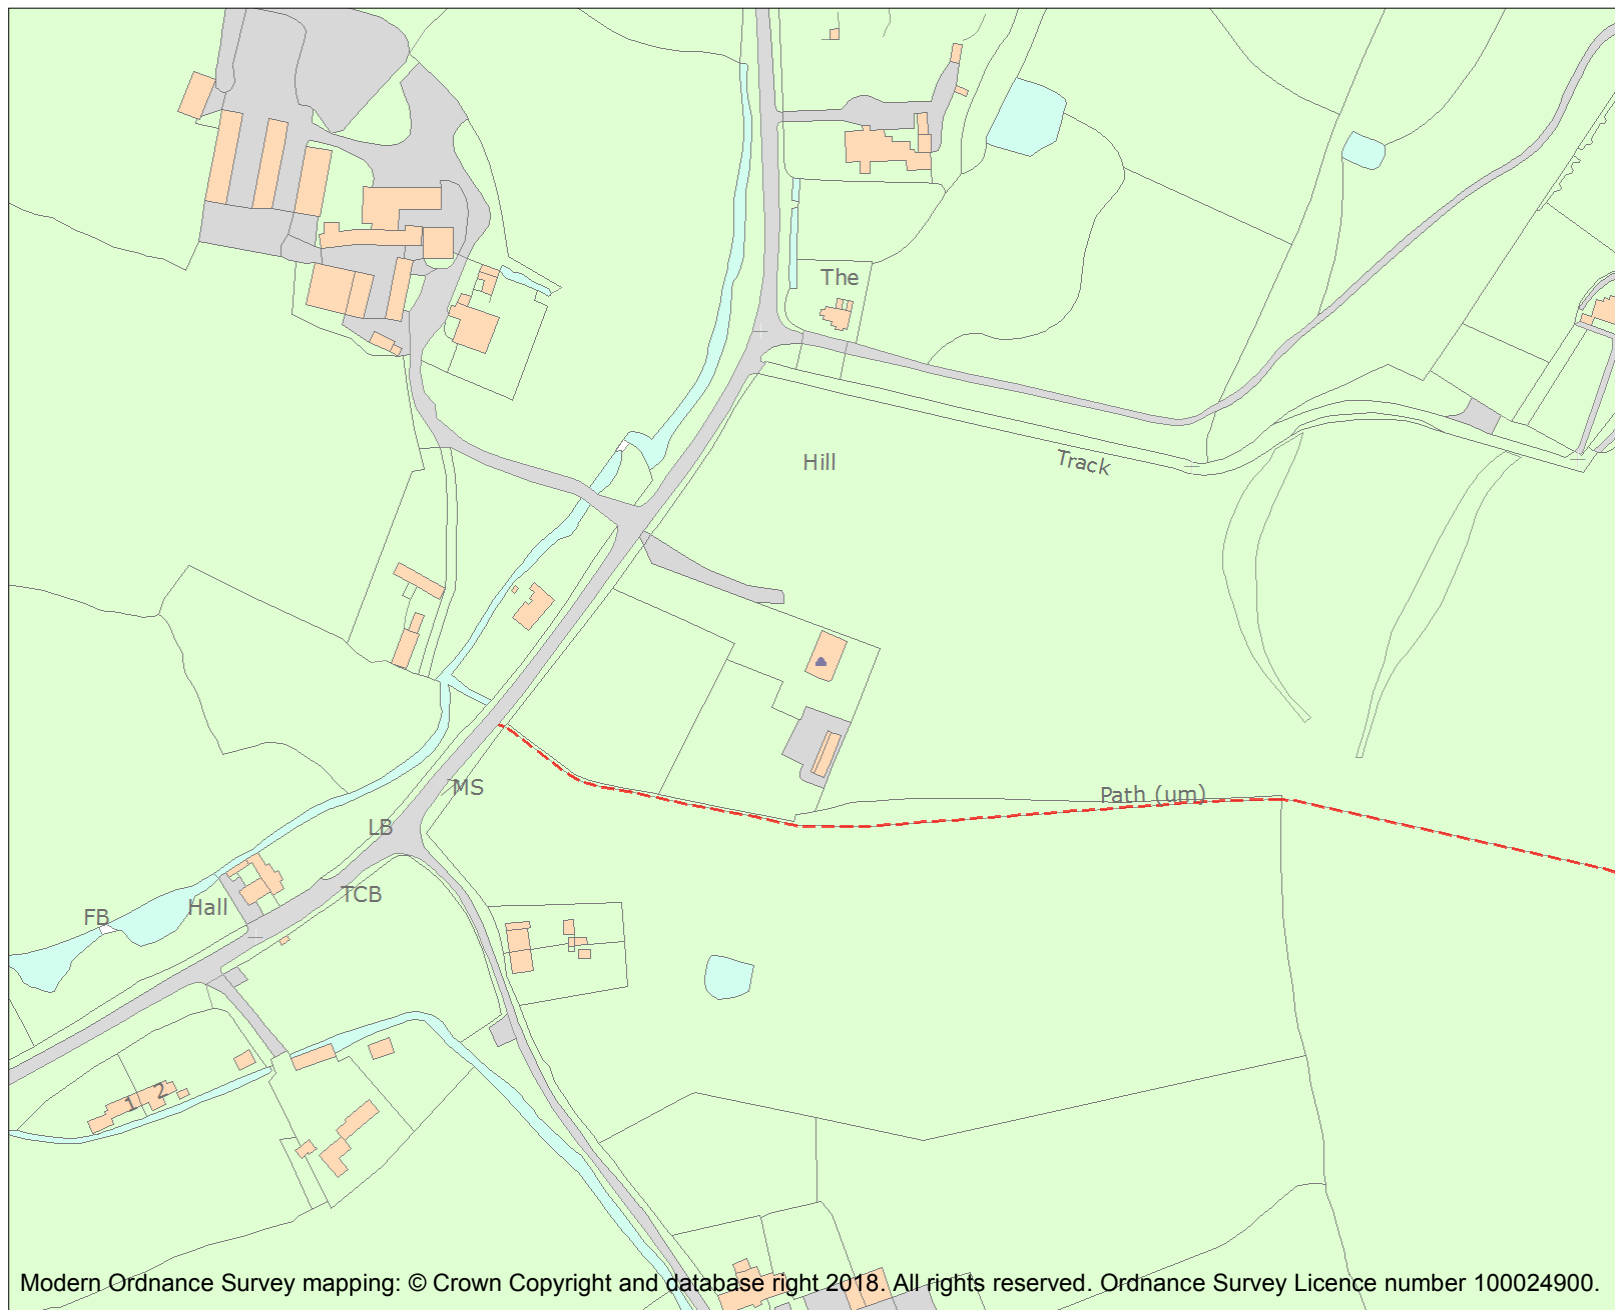 The
Hill
Track
MS
Path (um)
LB
TCB
Hall
FB
1 2
Modern Ordnance Survey mapping: © Crown Copyright and database right 2018. All rights reserved. Ordnance Survey Licence number 100024900.